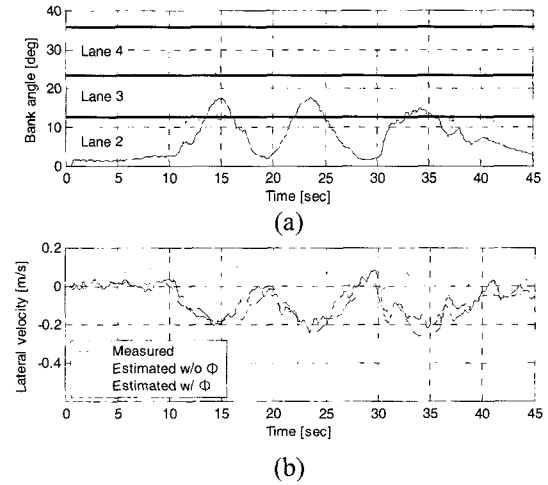 40
30
20
10
0
Bank angle [deg]
Lane 4
Lane 3
Lane 2
0 5 10 15 20 25 30 35 40 45
Time [sec]
(a)
0.2
0
-0.2
-0.4
Lateral velocity [m/s]
Measured
Estimated w/o Φ
Estimated w/ Φ
0 5 10 15 20 25 30 35 40 45
Time [sec]
(b)